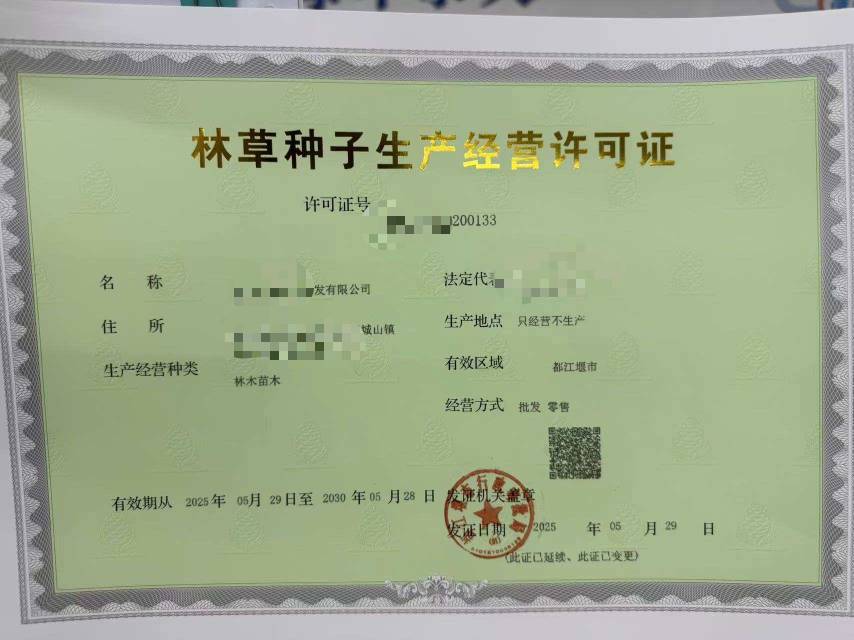 林草种子生产经营许可证
许可证号
200133
名 称 发有限公司
法定代
住 所 城山镇
生产地点 只经营不生产
生产经营种类 林木苗木
有效区域 都江堰市
经营方式 批发 零售
有效期从 2025 年 05 月 29 日至 2030 年 05 月 28 日
发证机关盖章
发证日期 2025 年 05 月 29 日
(此证已延续、此证已变更)